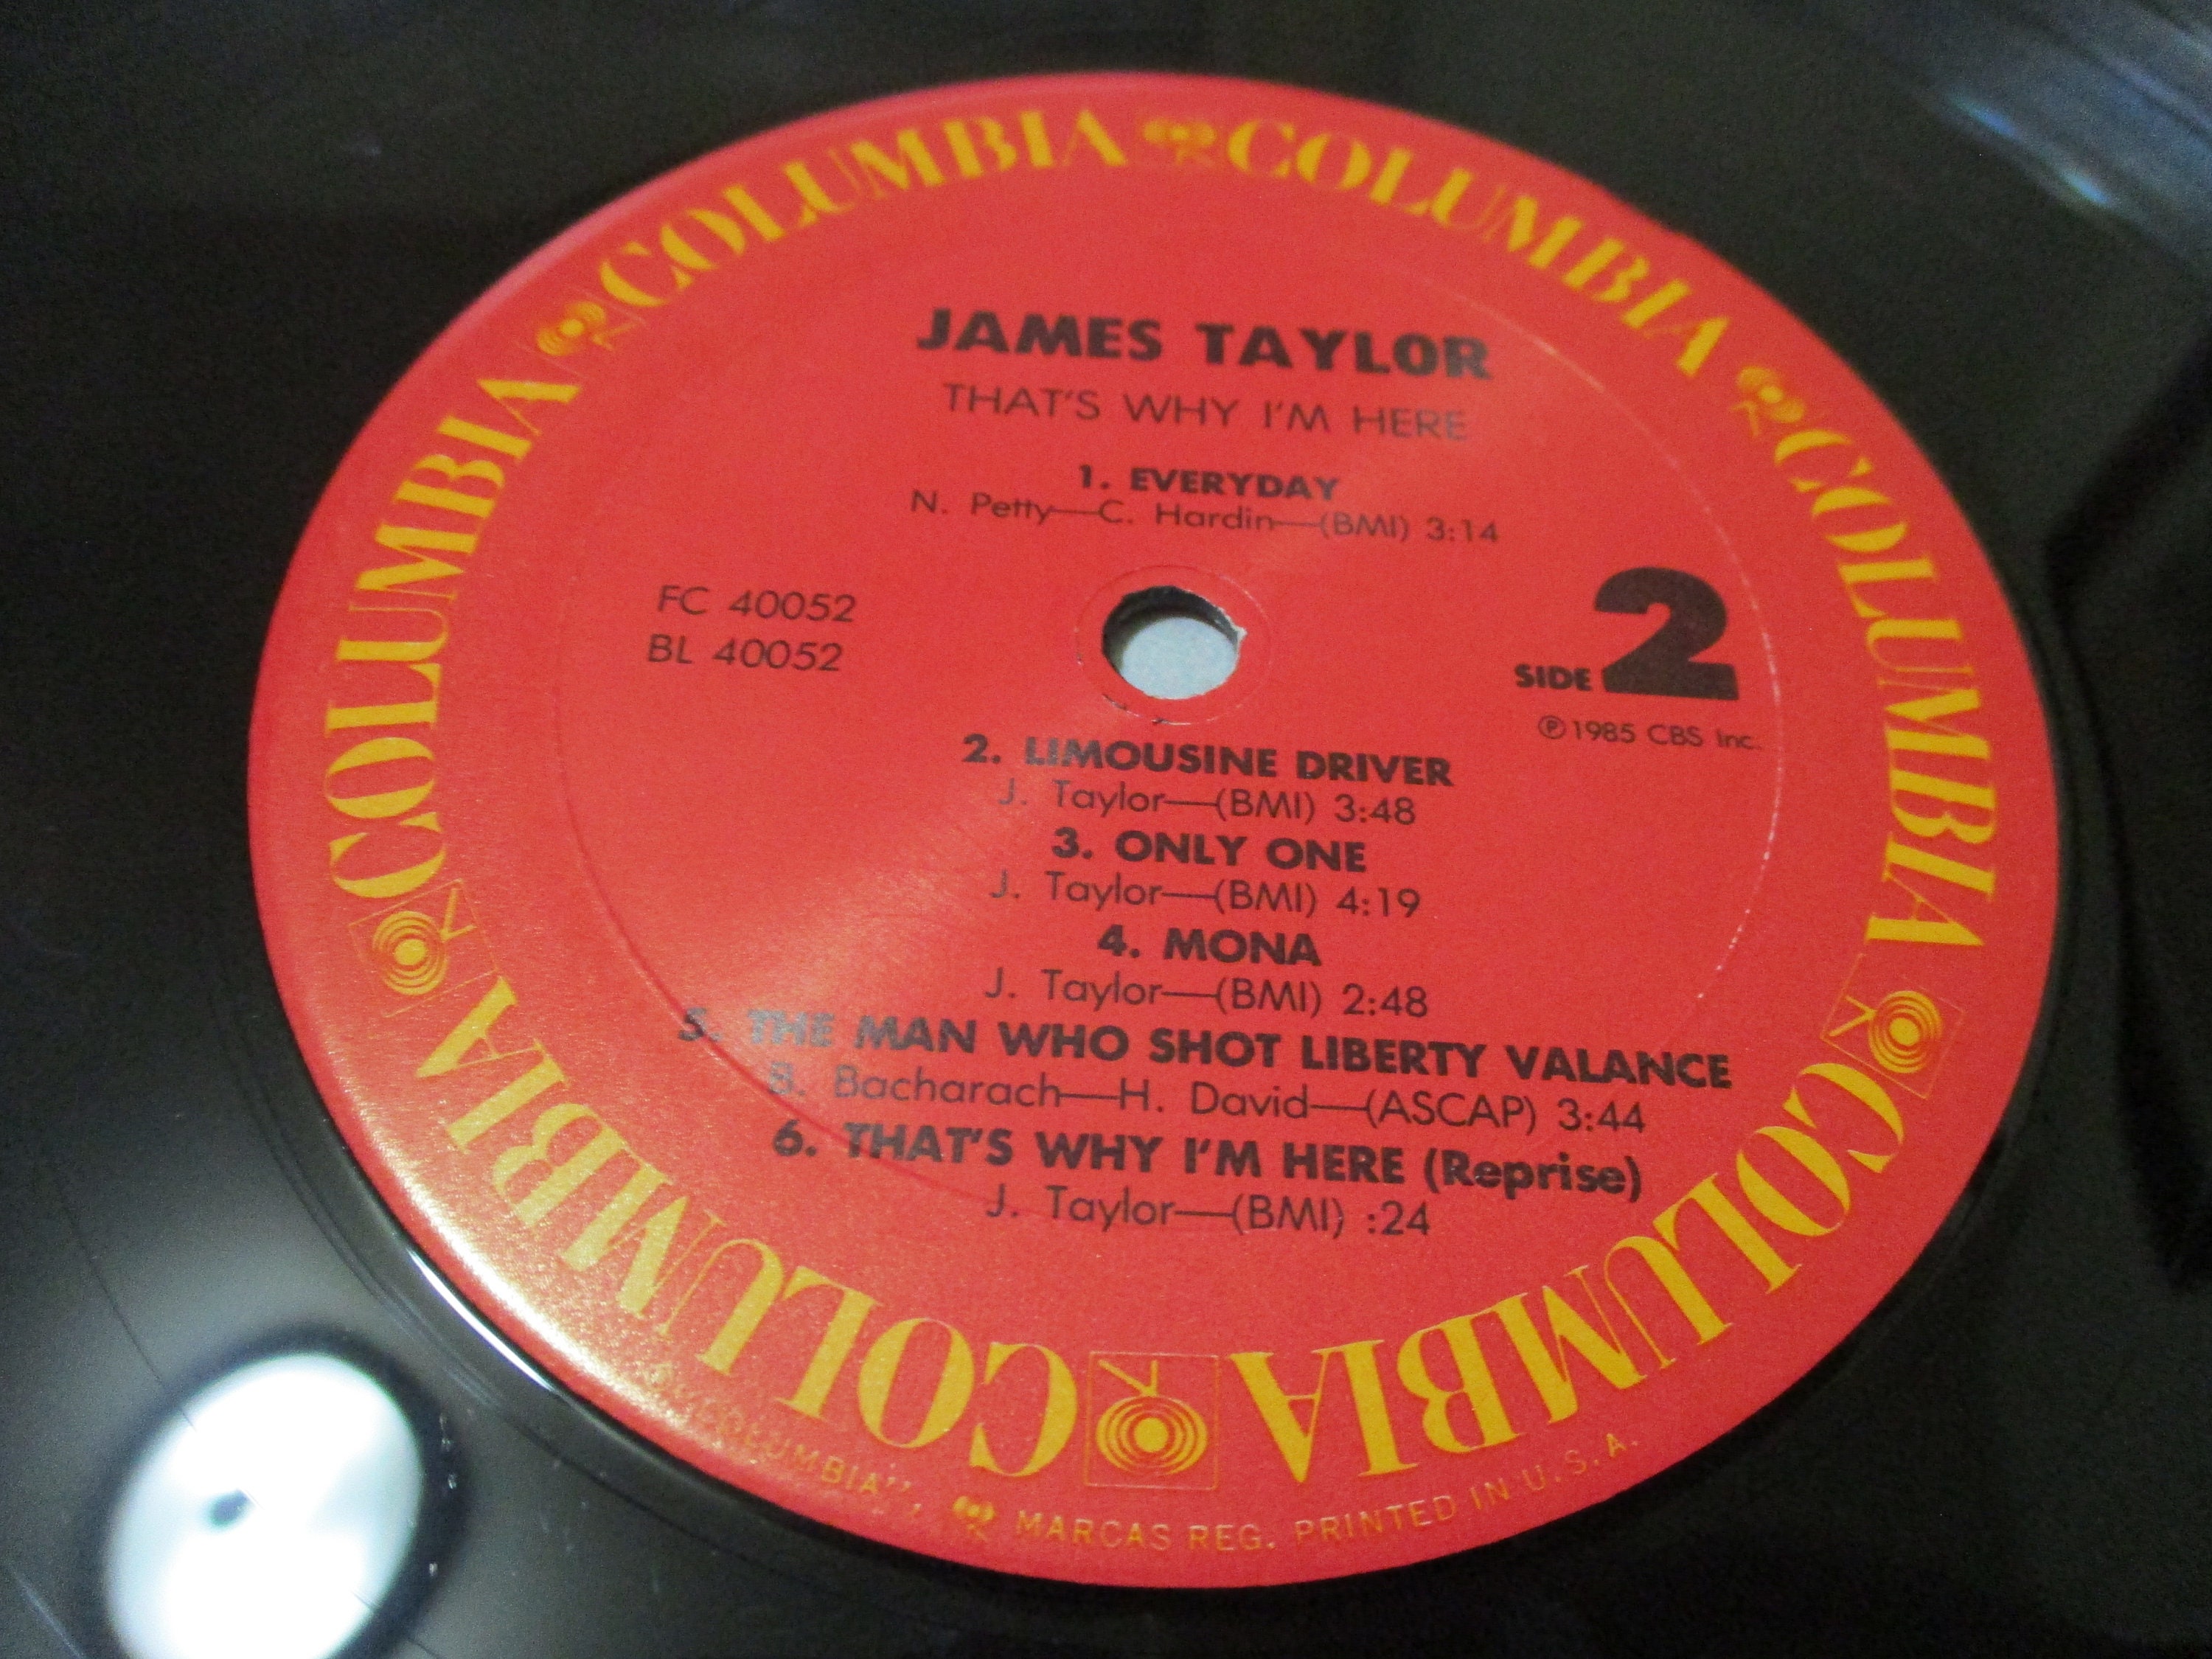 COLUMBIA COLUMBIA COLUMBIA COLUMBIA COLUMBIA COLUMBIA
JAMES TAYLOR
THAT'S WHY I'M HERE
1. EVERYDAY
N. Petty—C. Hardin—(BMI) 3:14
FC 40052
BL 40052
SIDE 2
Ⓟ1985 CBS Inc.
2. LIMOUSINE DRIVER
J. Taylor—(BMI) 3:48
3. ONLY ONE
J. Taylor—(BMI) 4:19
4. MONA
J. Taylor—(BMI) 2:48
5. THE MAN WHO SHOT LIBERTY VALANCE
B. Bacharach—H. David—(ASCAP) 3:44
6. THAT'S WHY I'M HERE (Reprise)
J. Taylor—(BMI) :24
"COLUMBIA", MARCAS REG. PRINTED IN U.S.A.